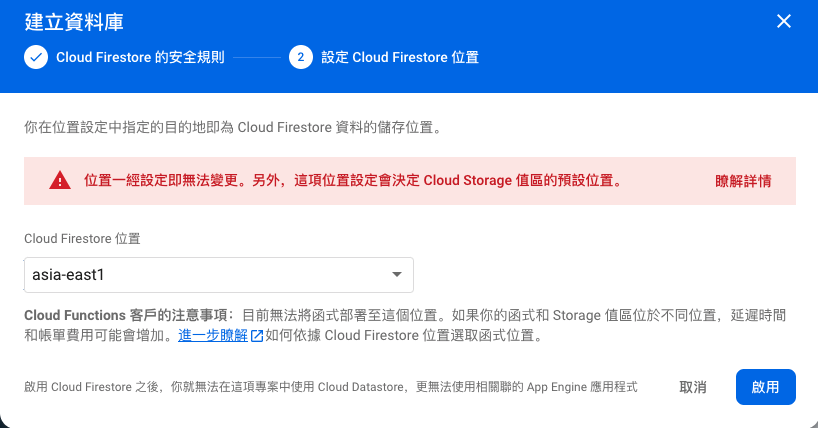 建立資料庫
Cloud Firestore 的安全規則
2 設定 Cloud Firestore 位置
你在位置設定中指定的目的地即為 Cloud Firestore 資料的儲存位置。
位置一經設定即無法變更。另外，這項位置設定會決定 Cloud Storage 值區的預設位置。 瞭解詳情
Cloud Firestore 位置
asia-east1
Cloud Functions 客戶的注意事項：目前無法將函式部署至這個位置。如果你的函式和 Storage 值區位於不同位置，延遲時間
和帳單費用可能會增加。進一步瞭解如何依據 Cloud Firestore 位置選取函式位置。
啟用 Cloud Firestore 之後，你就無法在這項專案中使用 Cloud Datastore，更無法使用相關聯的 App Engine 應用程式
取消
啟用